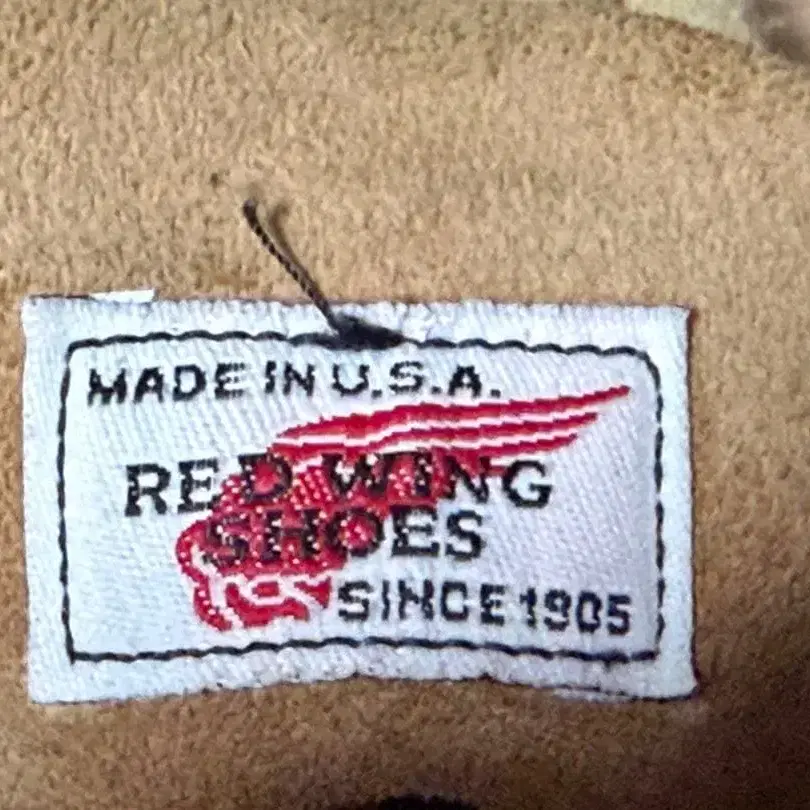 MADE IN U.S.A.
RED WING
SHOES
SINCE 1905